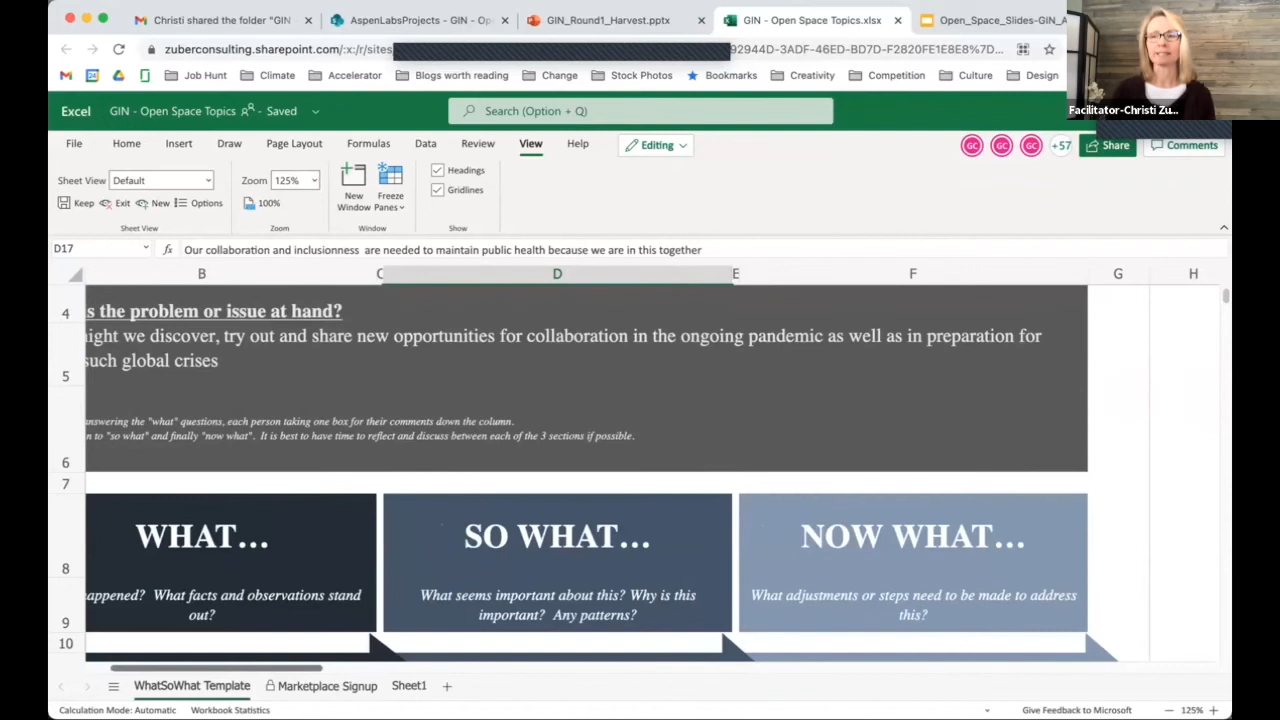 Christi shared the folder "GIN
AspenLabsProjects - GIN - Op
GIN_Round1_Harvest.pptx
GIN - Open Space Topics.xlsx
Open_Space_Slides-GIN_A
zuberconsulting.sharepoint.com/:x:/r/sites
92944D-3ADF-46ED-BD7D-F2820FE1E8E8%7D...
Job Hunt
Climate
Accelerator
Blogs worth reading
Change
Stock Photos
Bookmarks
Creativity
Competition
Culture
Design
Facilitator-Christi Zu...
Excel
GIN - Open Space Topics - Saved
Search (Option + Q)
File
Home
Insert
Draw
Page Layout
Formulas
Data
Review
View
Help
Editing
GC
GC
GC
+57
Share
Comments
Sheet View
Default
Zoom
125%
New
Window
Freeze
Panes
Headings
Gridlines
Keep
Exit
New
Options
100%
Sheet View
Zoom
Window
Show
D17
fx
Our collaboration and inclusionness are needed to maintain public health because we are in this together
B
C
D
E
F
G
H
4
s the problem or issue at hand?
ight we discover, try out and share new opportunities for collaboration in the ongoing pandemic as well as in preparation for
5
such global crises
answering the "what" questions, each person taking one box for their comments down the column.
n to "so what" and finally "now what". It is best to have time to reflect and discuss between each of the 3 sections if possible.
6
7
WHAT…
SO WHAT…
NOW WHAT…
8
appened? What facts and observations stand
out?
What seems important about this? Why is this
important? Any patterns?
What adjustments or steps need to be made to address
this?
9
10
WhatSoWhat Template
Marketplace Signup
Sheet1
Calculation Mode: Automatic
Workbook Statistics
Give Feedback to Microsoft
125%